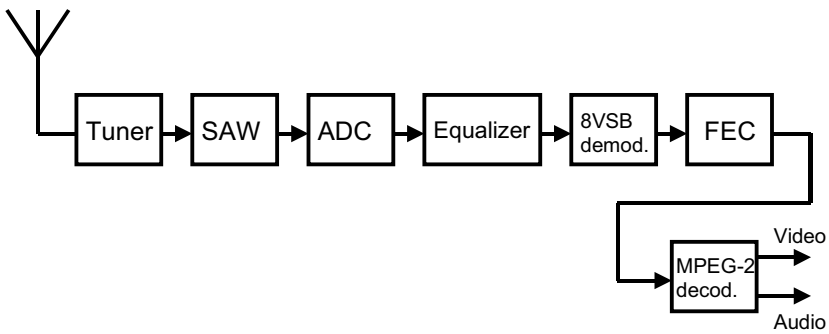 Tuner
SAW
ADC
Equalizer
8VSB
demod.
FEC
MPEG-2
decod.
Video
Audio